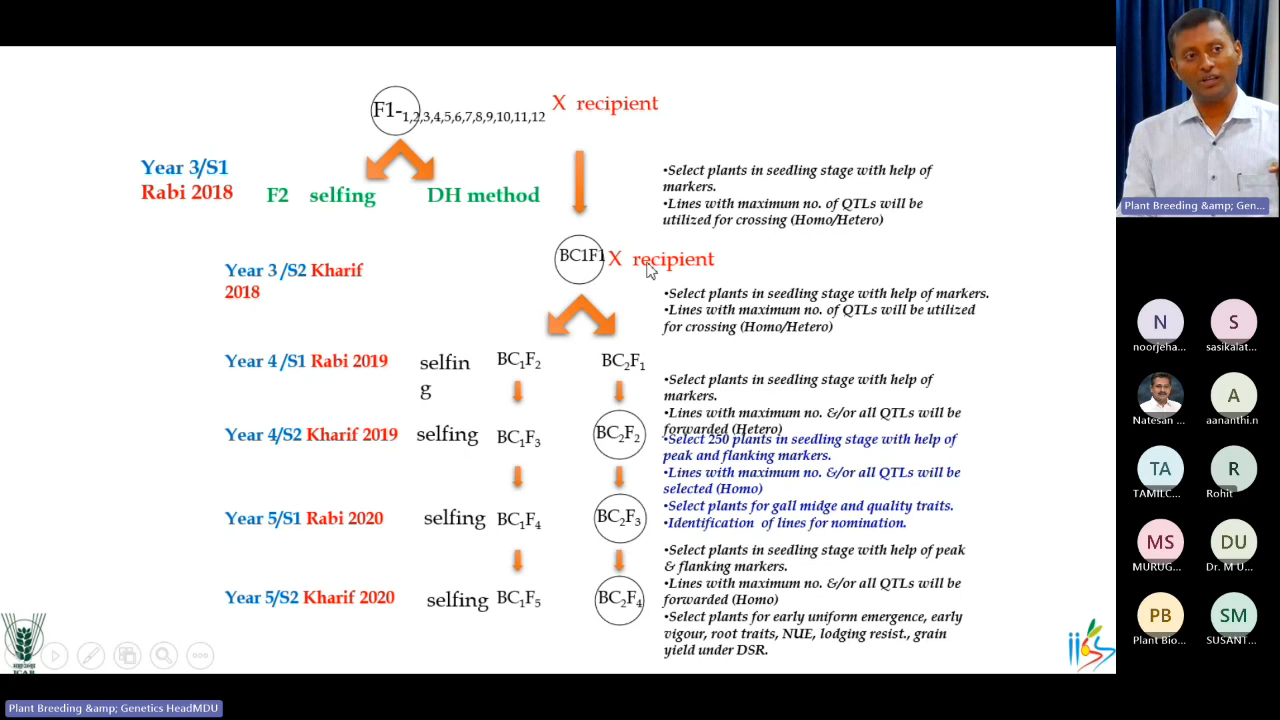 F1-1,2,3,4,5,6,7,8,9,10,11,12
X recipient
Year 3/S1
Rabi 2018
F2 selfing
DH method
•Select plants in seedling stage with help of
markers.
•Lines with maximum no. of QTLs will be
utilized for crossing (Homo/Hetero)
BC1F1
X recipient
Year 3 /S2 Kharif
2018
•Select plants in seedling stage with help of markers.
•Lines with maximum no. of QTLs will be utilized
for crossing (Homo/Hetero)
Year 4 /S1 Rabi 2019
selfin
g
BC1F2
BC2F1
•Select plants in seedling stage with help of
markers.
•Lines with maximum no. &/or all QTLs will be
forwarded (Hetero)
Year 4/S2 Kharif 2019
selfing
BC1F3
BC2F2
•Select 250 plants in seedling stage with help of
peak and flanking markers.
•Lines with maximum no. &/or all QTLs will be
selected (Homo)
•Select plants for gall midge and quality traits.
•Identification of lines for nomination.
Year 5/S1 Rabi 2020
selfing
BC1F4
BC2F3
•Select plants in seedling stage with help of peak
& flanking markers.
•Lines with maximum no. &/or all QTLs will be
forwarded (Homo)
Year 5/S2 Kharif 2020
selfing
BC1F5
BC2F4
•Select plants for early uniform emergence, early
vigour, root traits, NUE, lodging resist., grain
yield under DSR.
ICAR
Plant Breeding &amp; Genetics HeadMDU
Plant Breeding &amp; Gen...
N
noorjeha...
S
sasikalat...
Natesan ...
A
aananthi.n
TA
TAMILC...
R
Rohit
MS
MURUG...
DU
Dr. M U...
PB
Plant Bio...
SM
SUSANT...